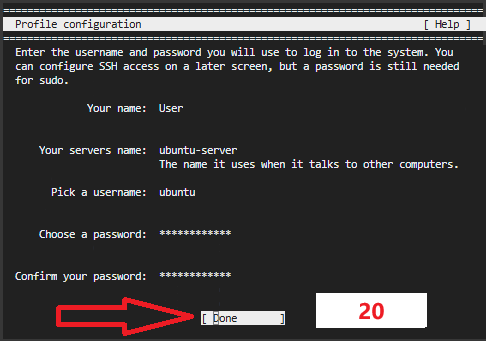 Profile configuration [ Help ]
Enter the username and password you will use to log in to the system. You
can configure SSH access on a later screen, but a password is still needed
for sudo.
Your name: User
Your servers name: ubuntu-server
The name it uses when it talks to other computers.
Pick a username: ubuntu
Choose a password: ************
Confirm your password: ************
[ Done ]
20